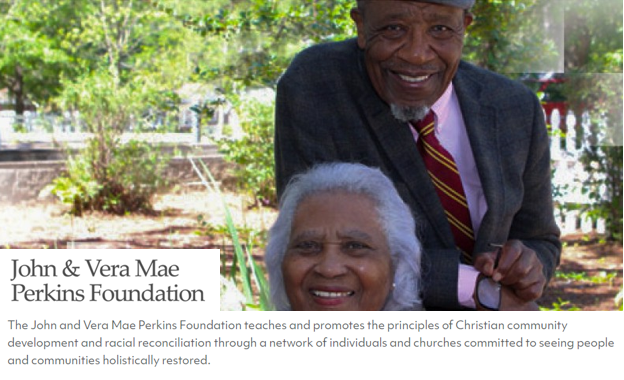 John & Vera Mae
Perkins Foundation
The John and Vera Mae Perkins Foundation teaches and promotes the principles of Christian community
development and racial reconciliation through a network of individuals and churches committed to seeing people
and communities holistically restored.